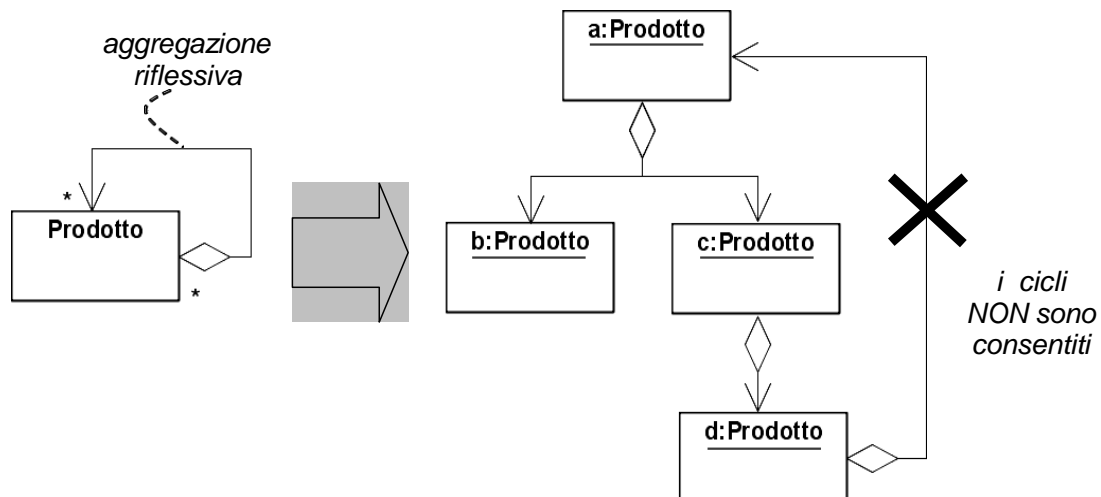 aggregazione
riflessiva
*
Prodotto
*
a:Prodotto
b:Prodotto
c:Prodotto
d:Prodotto
i cicli
NON sono
consentiti